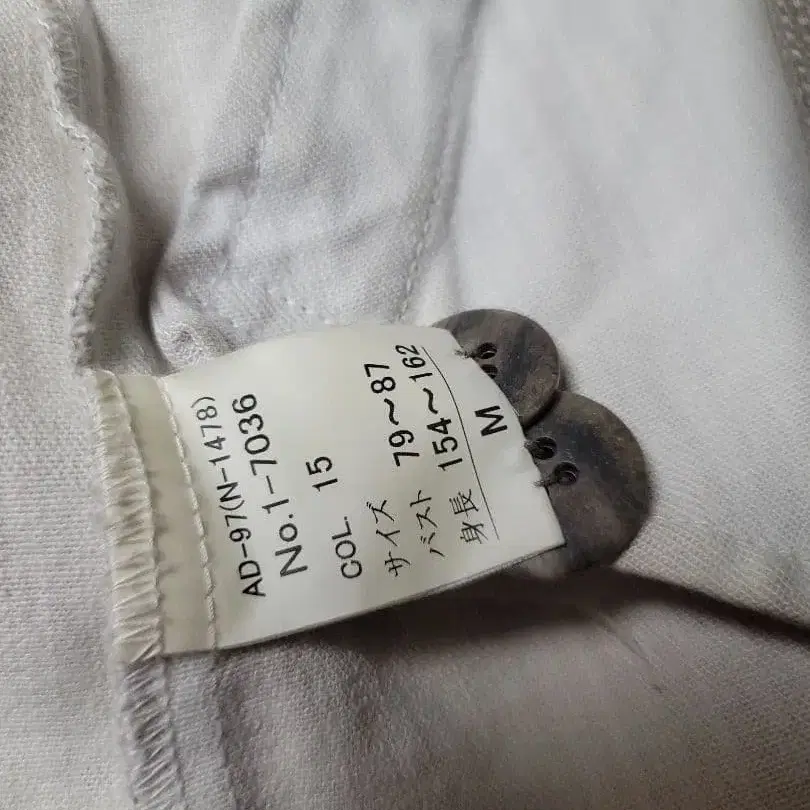 AD-97(N-1478)
No.1-7036
COL. 15
サイズ
バスト 79〜87
身長 154〜162
M